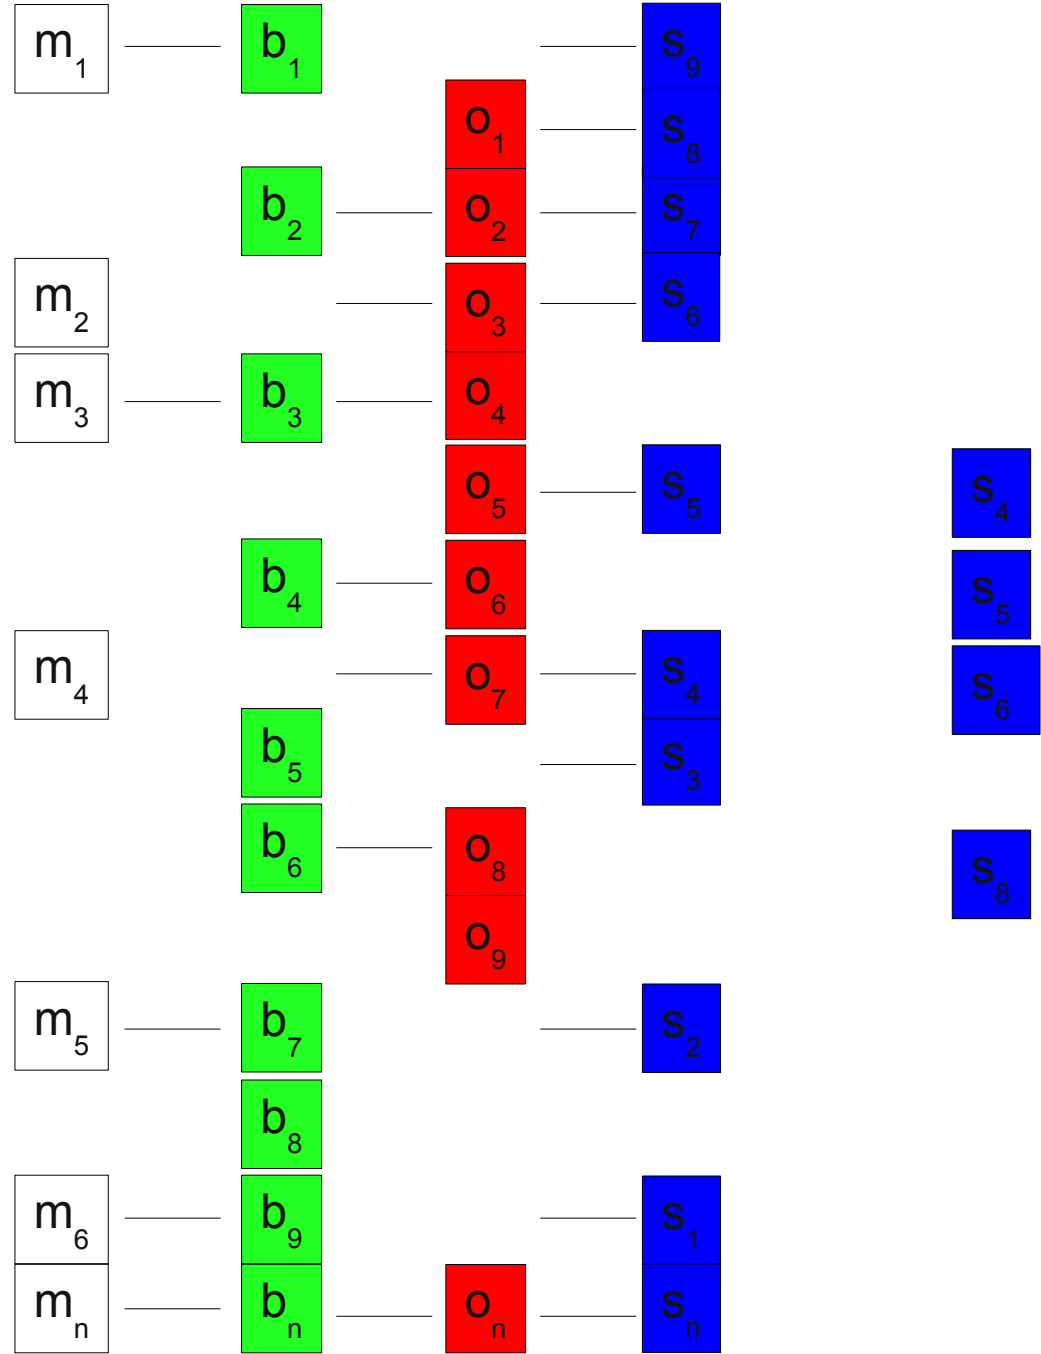 m1 b1 s9
o1 s8
b2 o2 s7
m2 o3 s6
m3 b3 o4
o5 s5 s4
b4 o6 s5
m4 o7 s4 s6
b5 s3
b6 o8 s8
o9
m5 b7 s2
b8
m6 b9 s1
mn bn on sn